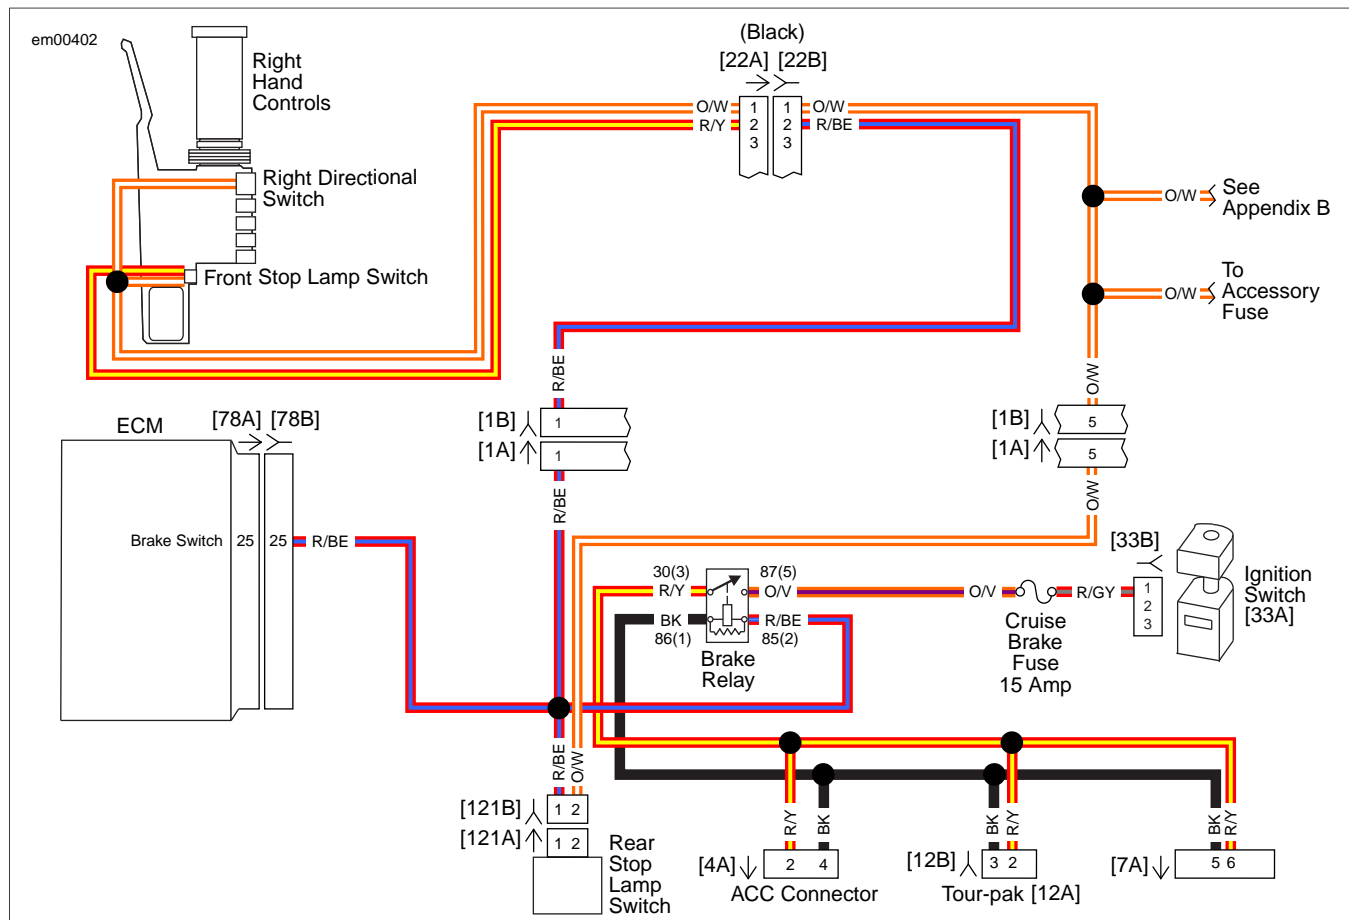 em00402
Right
Hand
Controls
(Black)
[22A] [22B]
O/W 1 1 O/W
R/Y 2 2 R/BE
3 3
Right Directional
Switch
O/W See
Appendix B
Front Stop Lamp Switch
O/W To
Accessory
Fuse
R/BE
O/W
ECM
[78A] [78B]
[1B] 1
[1A] 1
[1B] 5
[1A] 5
R/BE
O/W
Brake Switch 25 25 R/BE
[33B]
1
2
3
Ignition
Switch
[33A]
30(3) 87(5)
R/Y O/V O/V R/GY
BK R/BE
86(1) 85(2)
Brake
Relay
Cruise
Brake
Fuse
15 Amp
R/BE O/W
[121B] 1 2
[121A] 1 2
Rear
Stop
Lamp
Switch
R/Y BK
BK R/Y
BK R/Y
[4A] 2 4
ACC Connector
[12B] 3 2
Tour-pak [12A]
[7A] 5 6